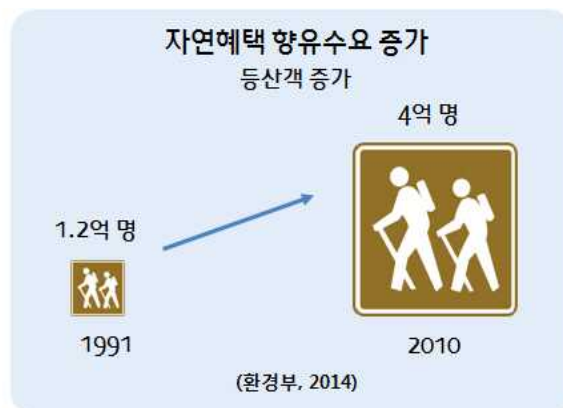 자연혜택 향유수요 증가
등산객 증가
4억 명
1.2억 명
1991
2010
(환경부, 2014)